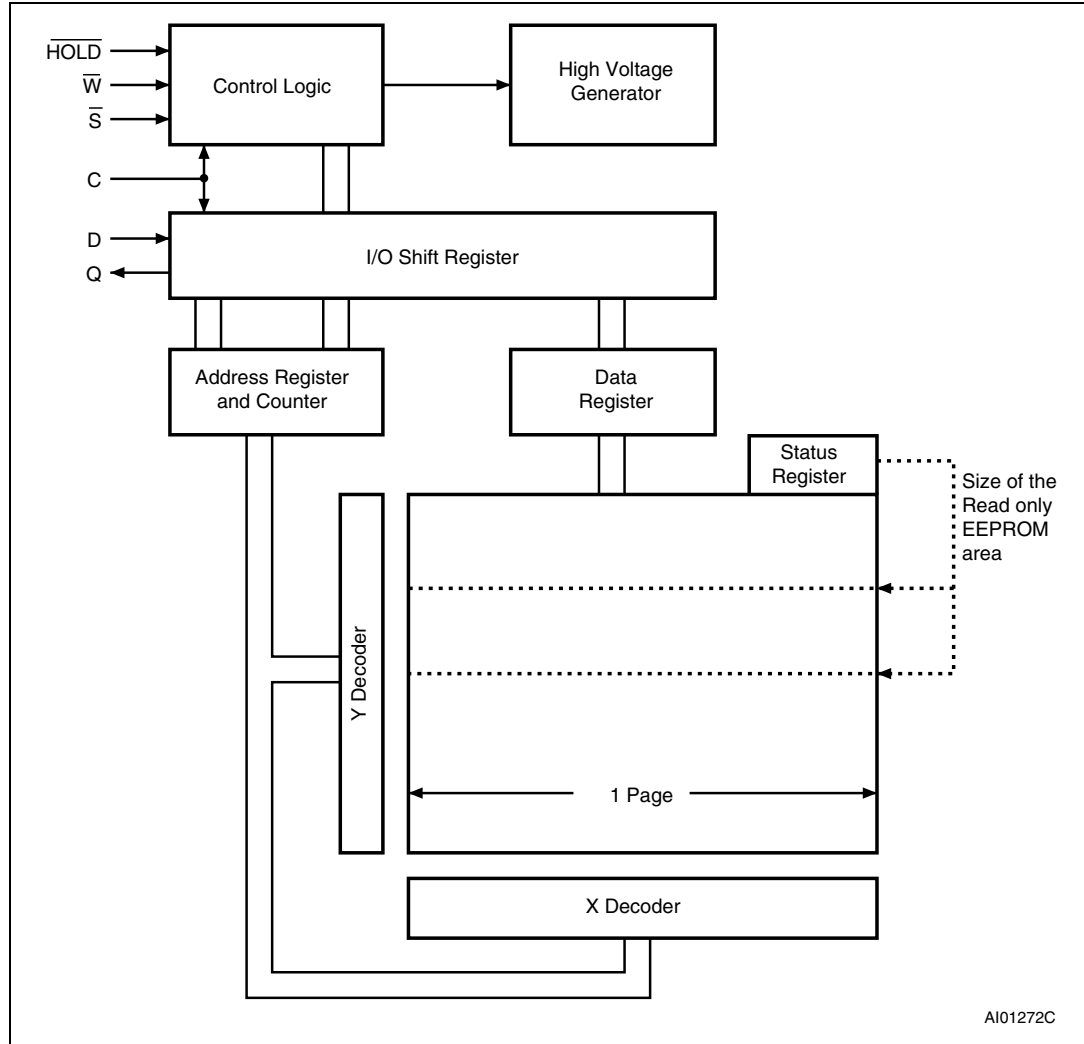 HOLD
W
S
C
D
Q
Control Logic
High Voltage
Generator
I/O Shift Register
Address Register
and Counter
Data
Register
Status
Register
Size of the
Read only
EEPROM
area
Y Decoder
1 Page
X Decoder
AI01272C